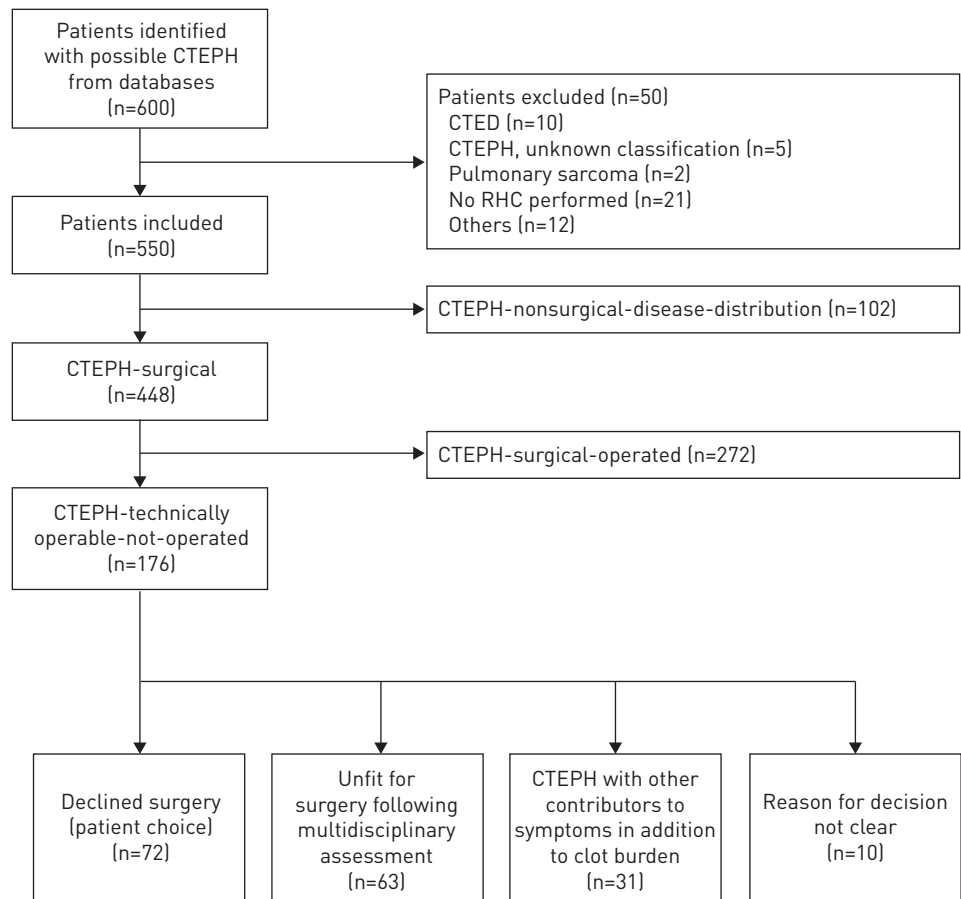 Patients identified
with possible CTEPH
from databases
(n=600)
Patients excluded (n=50)
CTED (n=10)
CTEPH, unknown classification (n=5)
Pulmonary sarcoma (n=2)
No RHC performed (n=21)
Others (n=12)
Patients included
(n=550)
CTEPH-nonsurgical-disease-distribution (n=102)
CTEPH-surgical
(n=448)
CTEPH-surgical-operated (n=272)
CTEPH-technically
operable-not-operated
(n=176)
Declined surgery
(patient choice)
(n=72)
Unfit for
surgery following
multidisciplinary
assessment
(n=63)
CTEPH with other
contributors to
symptoms in addition
to clot burden
(n=31)
Reason for decision
not clear
(n=10)